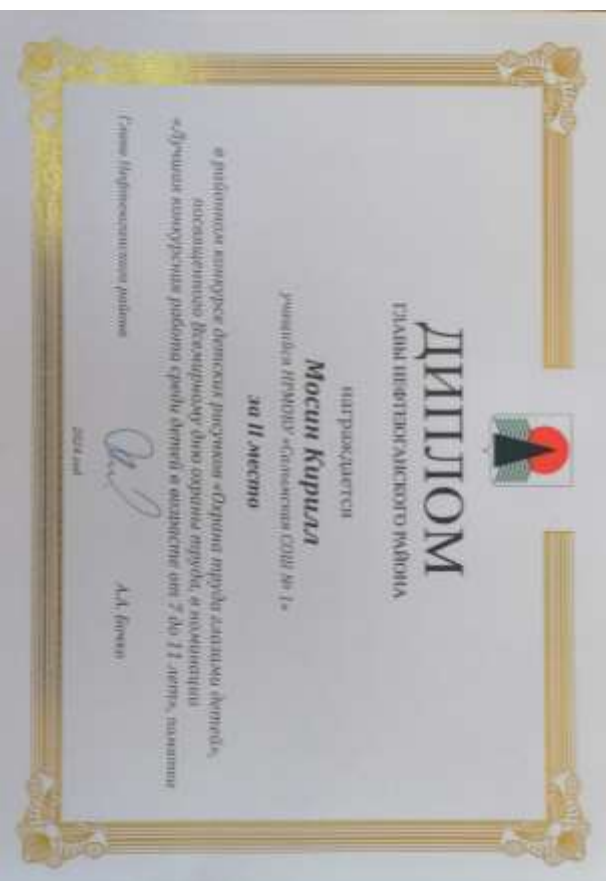 ДИПЛОМ
ГЛАВЫ НЕФТЕЮГАНСКОГО РАЙОНА
награждается
Мосин Кирилл
учащийся НРМОБУ «Салымская СОШ № 1»
за II место
в районном конкурсе детских рисунков «Охрана труда глазами детей»,
посвященного Всемирному дню охраны труда, в номинации
«Лучшая конкурсная работа среди детей в возрасте от 7 до 11 лет»,
Глава Нефтеюганского района
А.А. Бочко